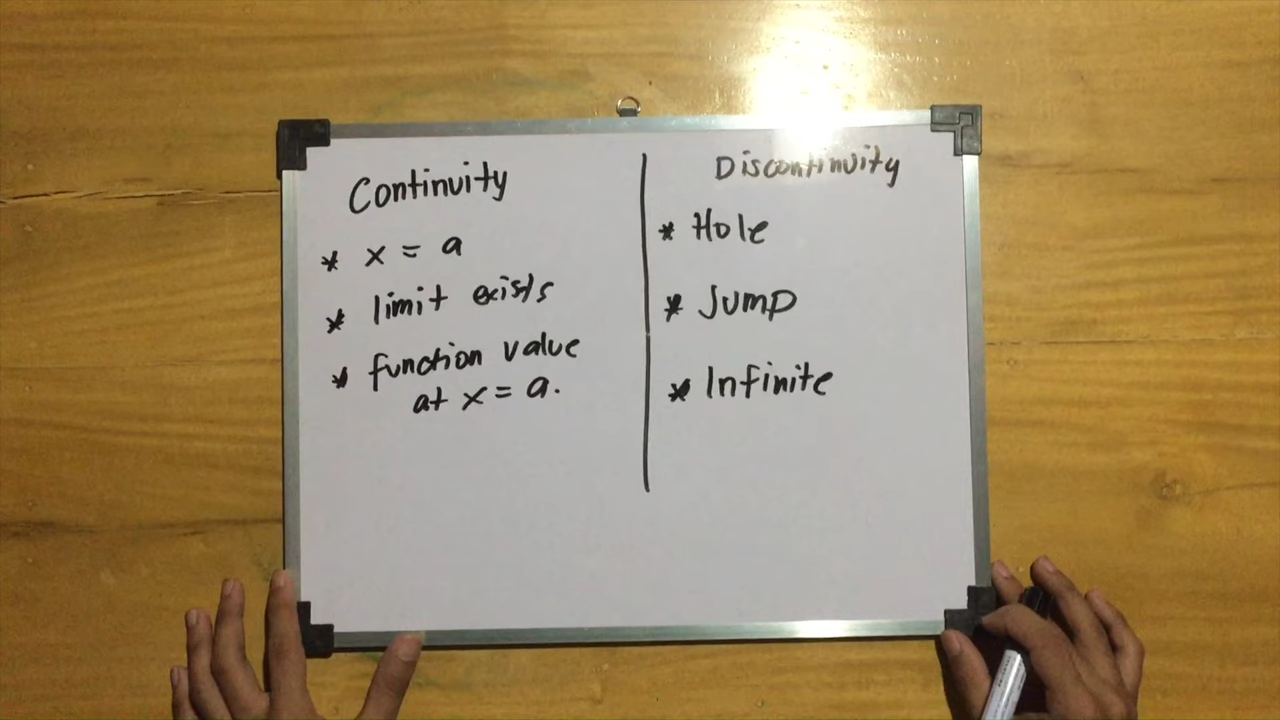 Continuity
* x = a
* limit exists
* function value
at x = a.
Discontinuity
* Hole
* Jump
* Infinite